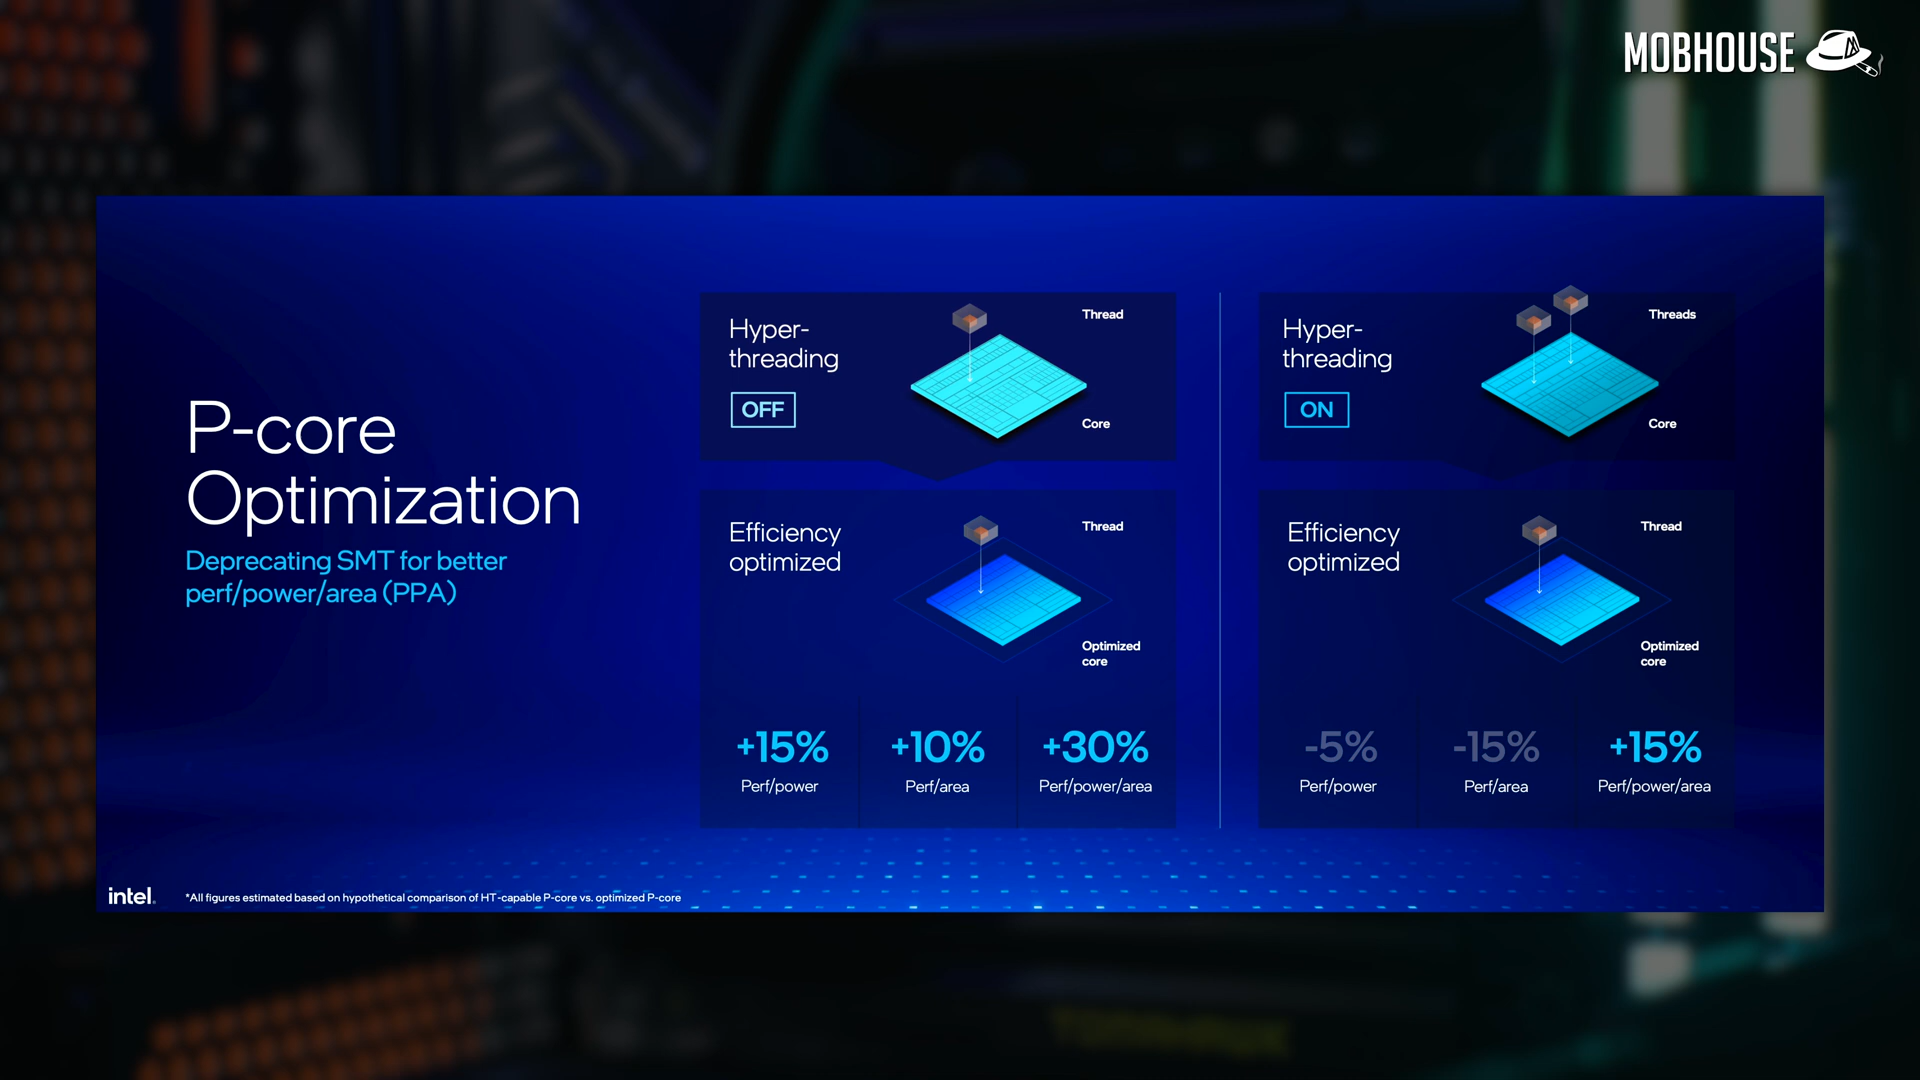 MOBHOUSE
P-core
Optimization
Deprecating SMT for better
perf/power/area (PPA)
Hyper-
threading
OFF
Thread
Core
Efficiency
optimized
Thread
Optimized
core
+15%
Perf/power
+10%
Perf/area
+30%
Perf/power/area
Hyper-
threading
ON
Threads
Core
Efficiency
optimized
Thread
Optimized
core
-5%
Perf/power
-15%
Perf/area
+15%
Perf/power/area
intel.
*All figures estimated based on hypothetical comparison of HT-capable P-core vs. optimized P-core